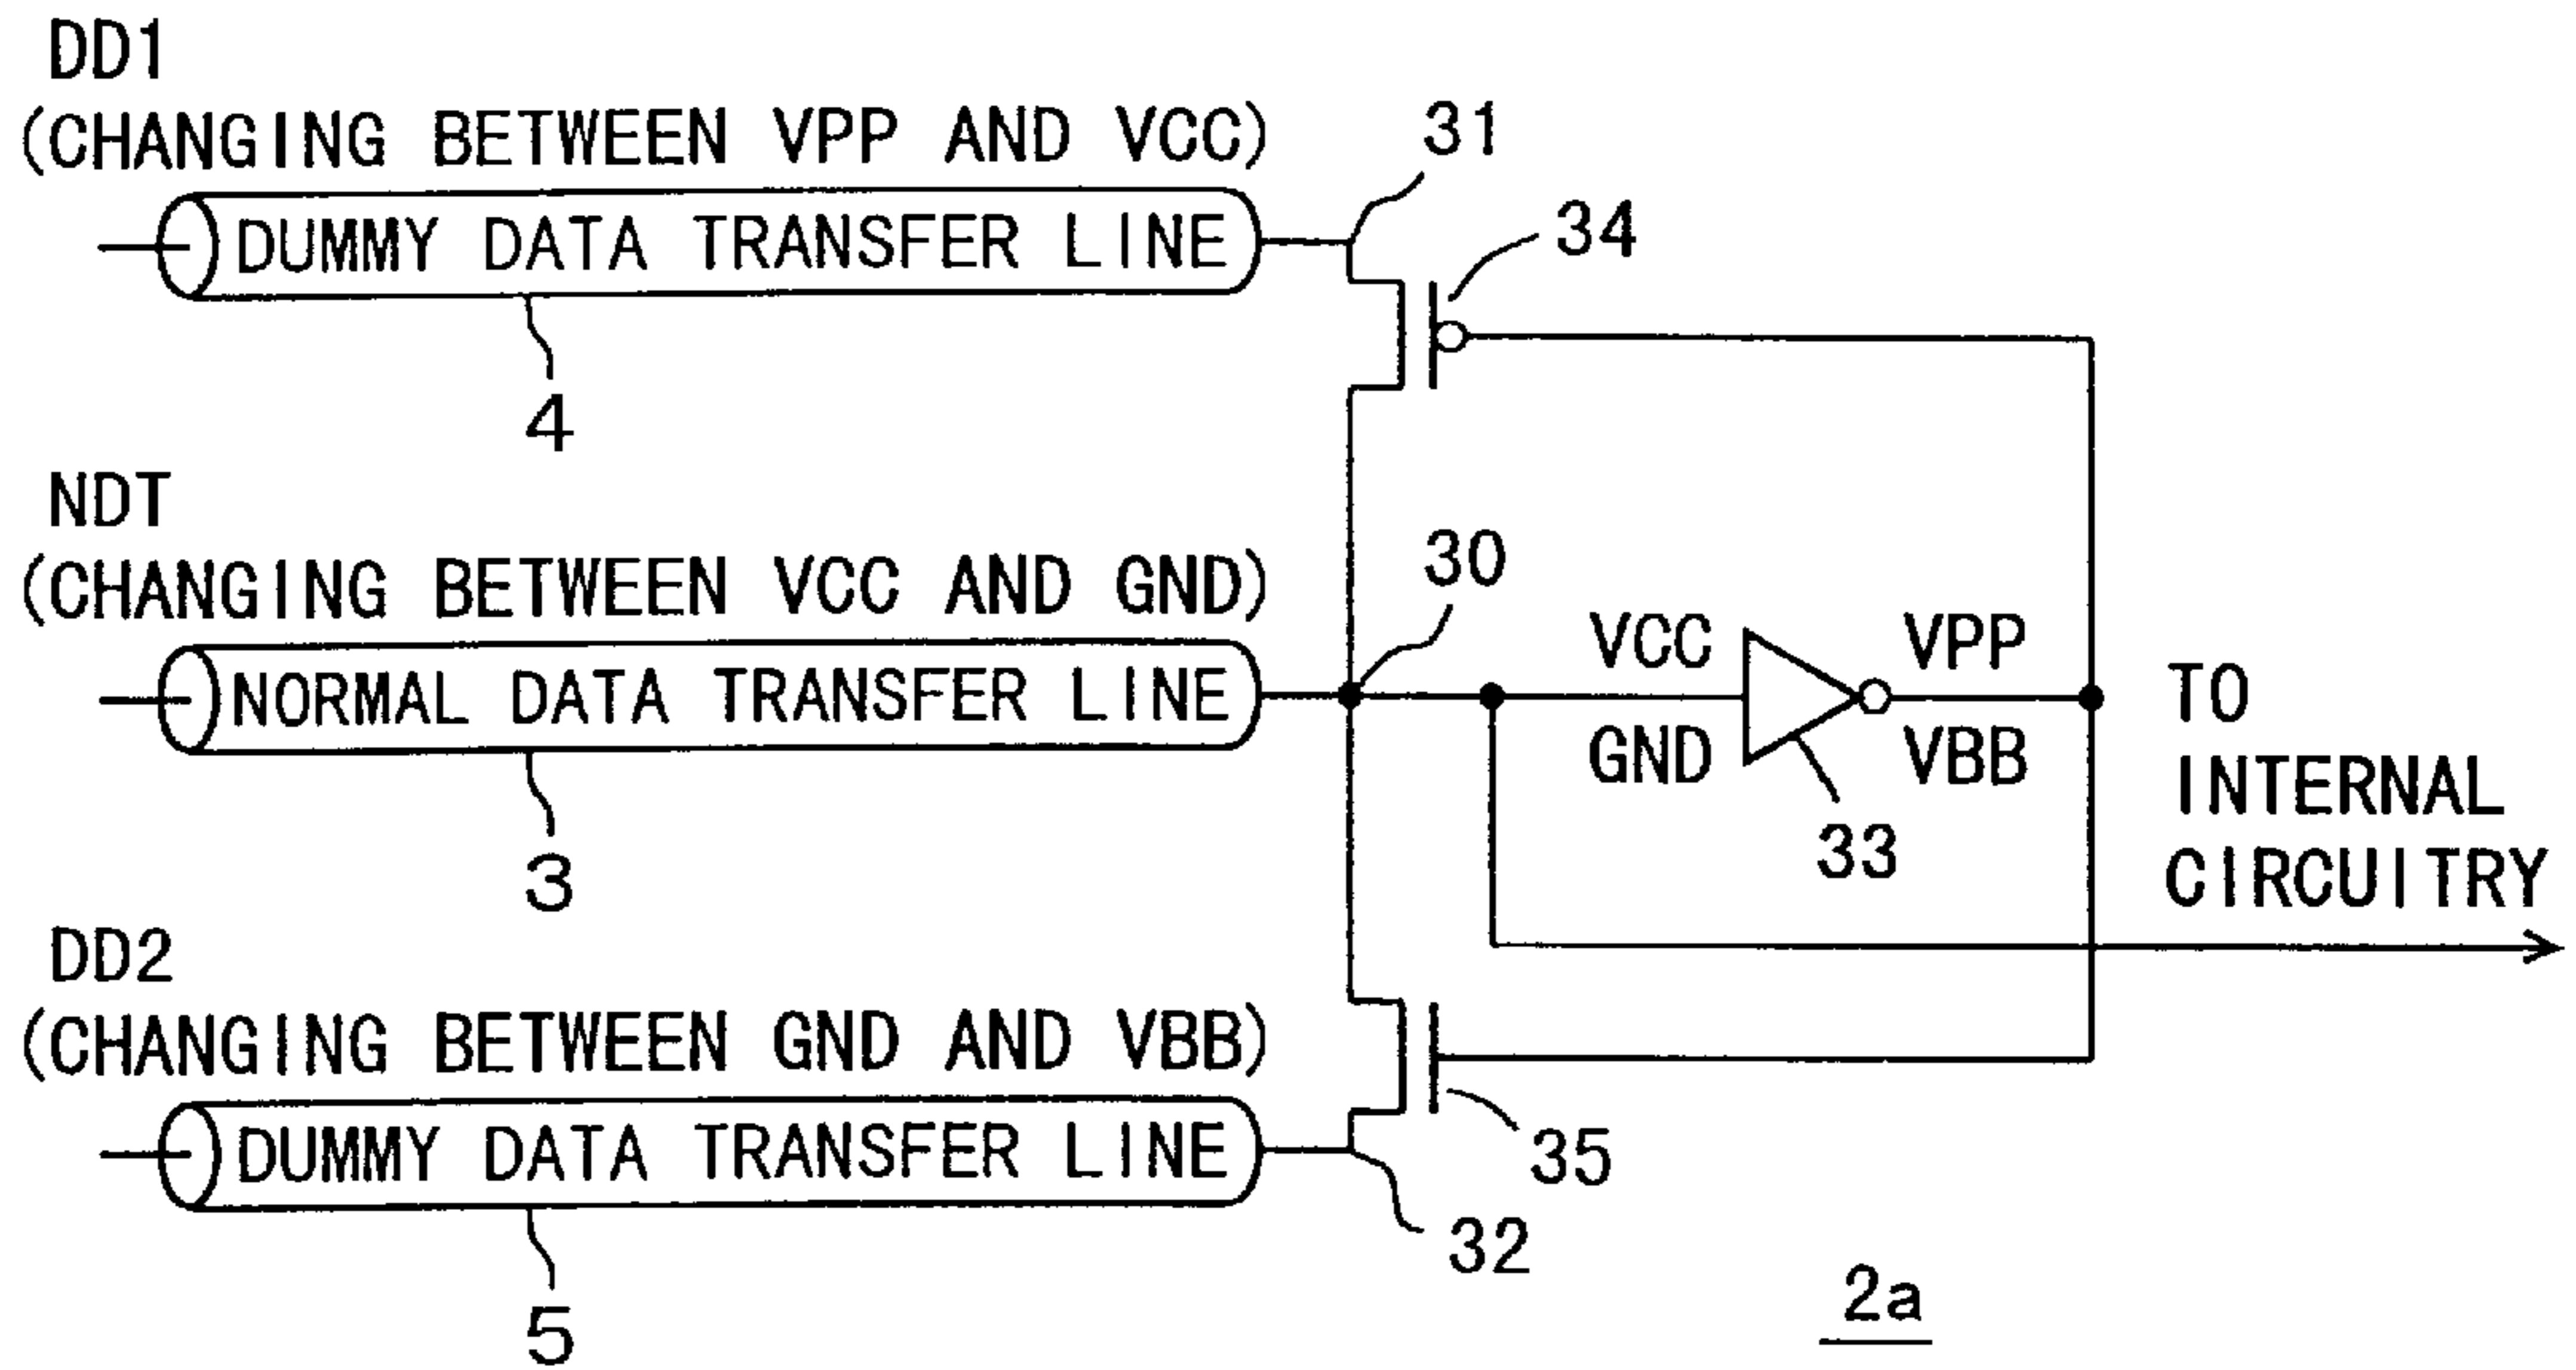 DD1
(CHANGING BETWEEN VPP AND VCC)
31
DUMMY DATA TRANSFER LINE
34
4
NDT
(CHANGING BETWEEN VCC AND GND)
30
NORMAL DATA TRANSFER LINE
VCC
VPP
GND
VBB
33
TO
INTERNAL
CIRCUITRY
3
DD2
(CHANGING BETWEEN GND AND VBB)
DUMMY DATA TRANSFER LINE
35
32
5
2a